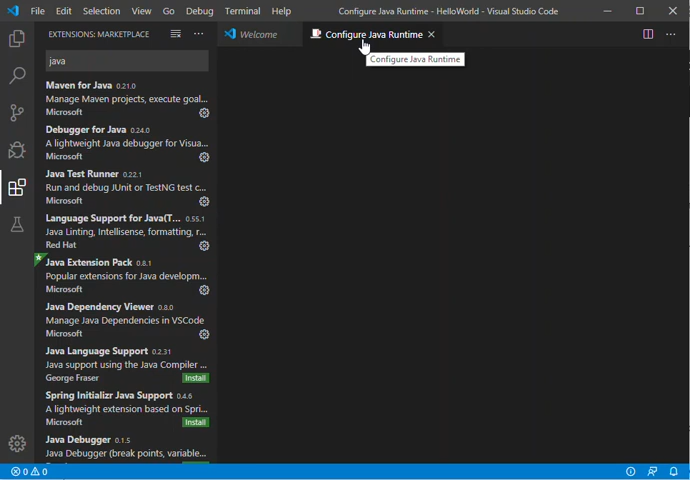 File Edit Selection View Go Debug Terminal Help Configure Java Runtime - HelloWorld - Visual Studio Code
EXTENSIONS: MARKETPLACE
Welcome
Configure Java Runtime
Configure Java Runtime
java
Maven for Java 0.21.0
Manage Maven projects, execute goal...
Microsoft
Debugger for Java 0.24.0
A lightweight Java debugger for Visua...
Microsoft
Java Test Runner 0.22.1
Run and debug JUnit or TestNG test c...
Microsoft
Language Support for Java(T... 0.55.1
Java Linting, Intellisense, formatting, r...
Red Hat
Java Extension Pack 0.8.1
Popular extensions for Java developm...
Microsoft
Java Dependency Viewer 0.8.0
Manage Java Dependencies in VSCode
Microsoft
Java Language Support 0.2.31
Java support using the Java Compiler ...
George Fraser Install
Spring Initializr Java Support 0.4.6
A lightweight extension based on Spri...
Microsoft Install
Java Debugger 0.1.5
Java Debugger (break points, variable...
0 0